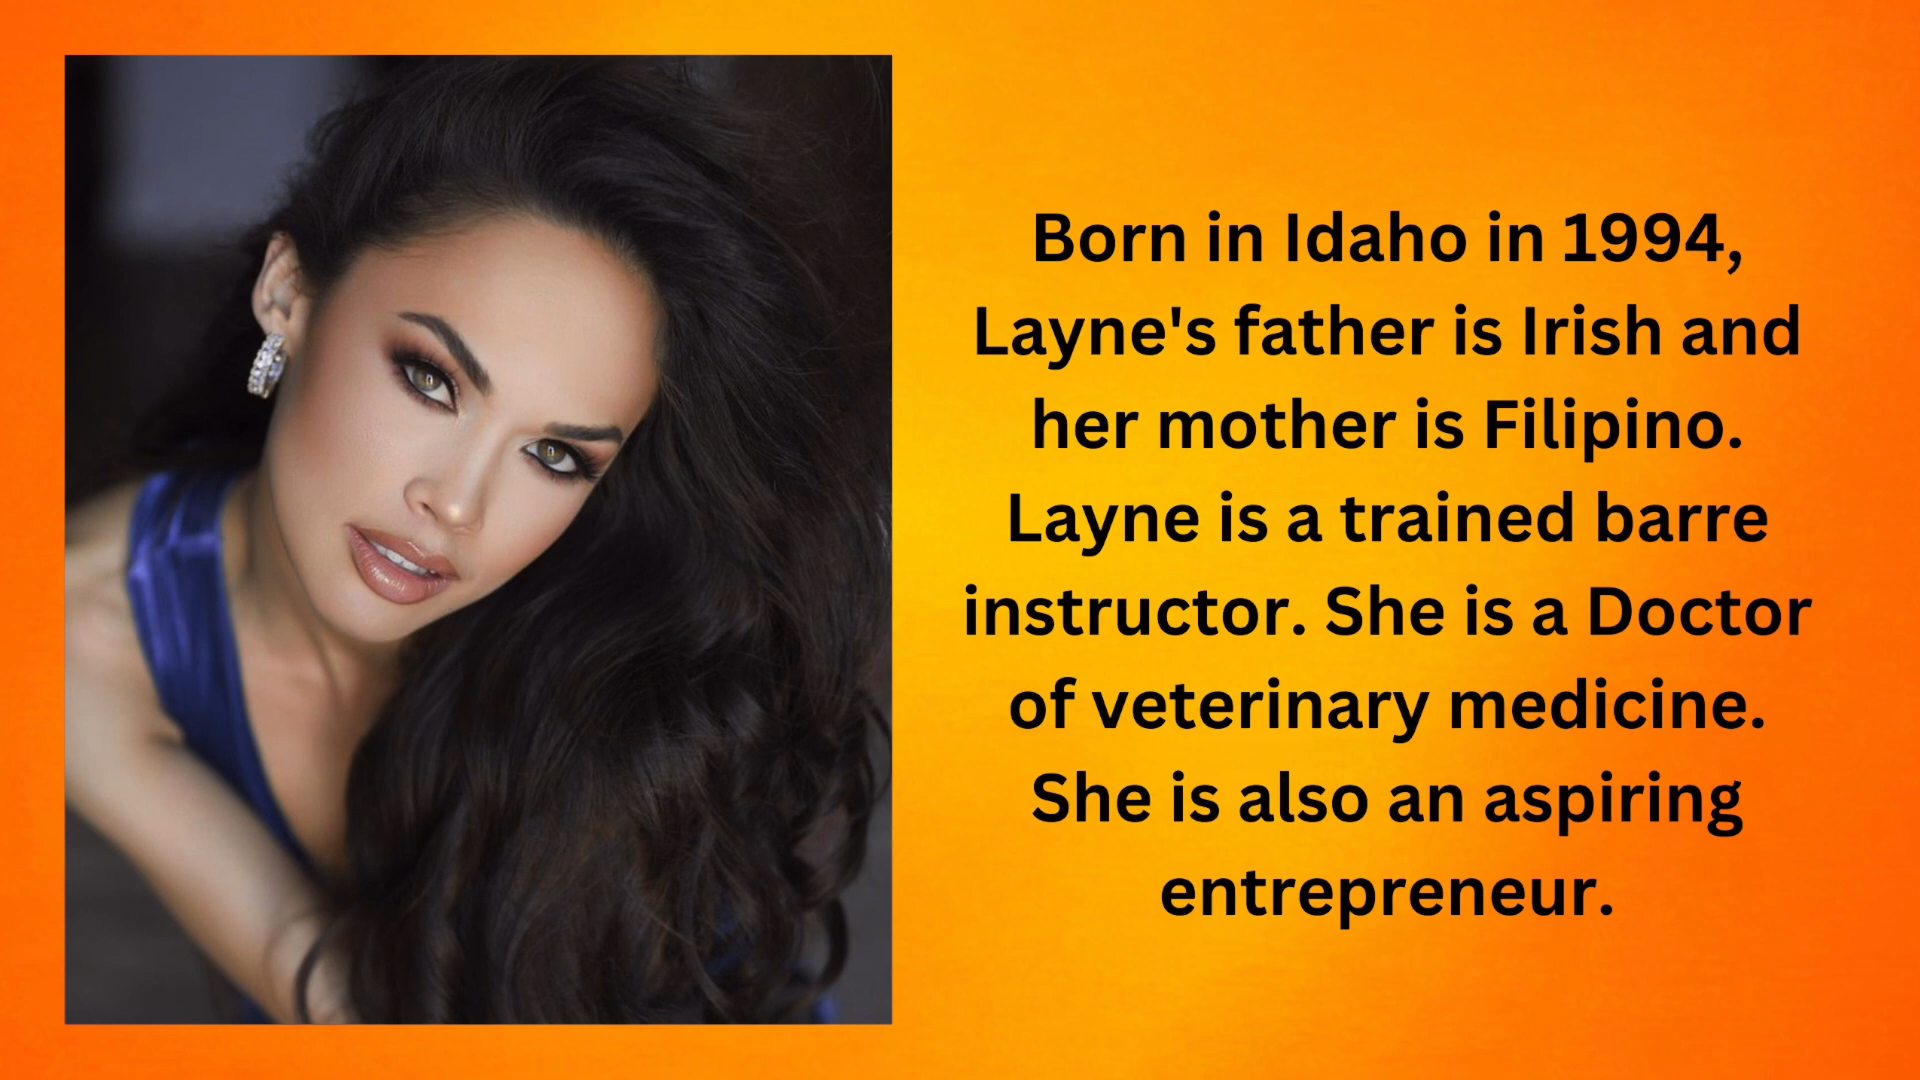 Born in Idaho in 1994,
Layne's father is Irish and
her mother is Filipino.
Layne is a trained barre
instructor. She is a Doctor
of veterinary medicine.
She is also an aspiring
entrepreneur.